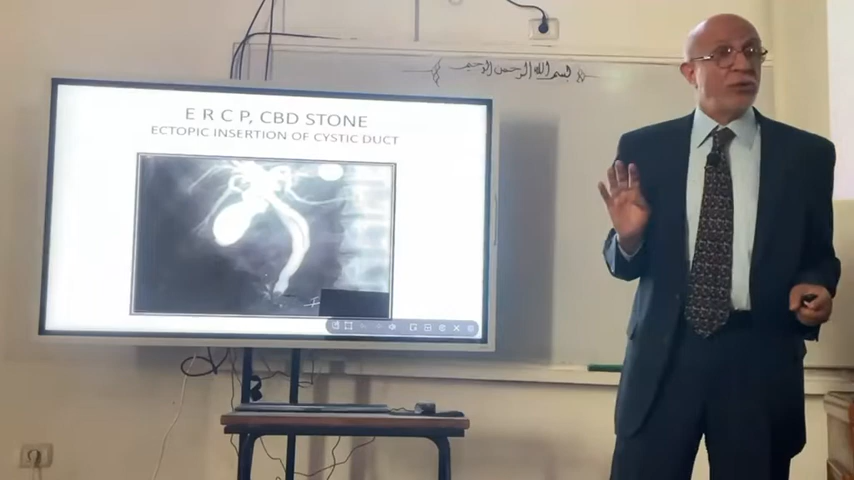 بسم الله الرحمن الرحيم
E R C P, CBD STONE
ECTOPIC INSERTION OF CYSTIC DUCT